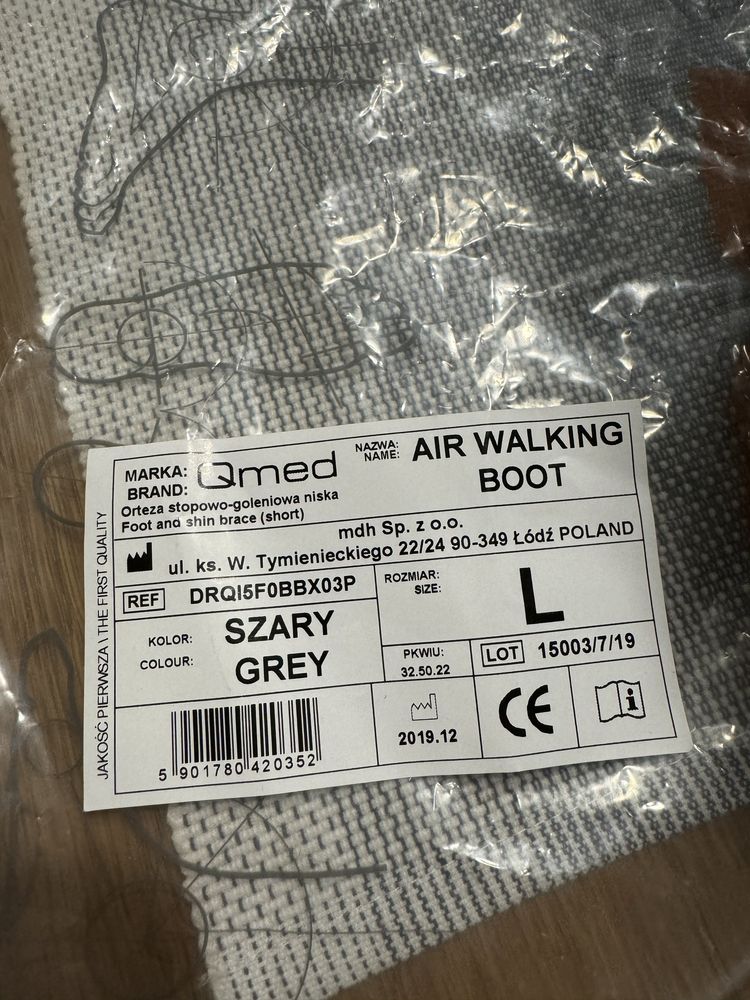 MARKA:
BRAND:
Qmed
Orteza stopowo-goleniowa niska
Foot and shin brace (short)
NAZWA:
NAME:
AIR WALKING
BOOT
mdh Sp. z o.o.
ul. ks. W. Tymienieckiego 22/24 90-349 Łódź POLAND
REF DRQI5F0BBX03P
ROZMIAR:
SIZE:
L
KOLOR:
COLOUR:
SZARY
GREY
PKWIU:
32.50.22
LOT 15003/7/19
5 901780 420352
2019.12
CE
i
JAKOŚĆ PIERWSZA \ THE FIRST QUALITY